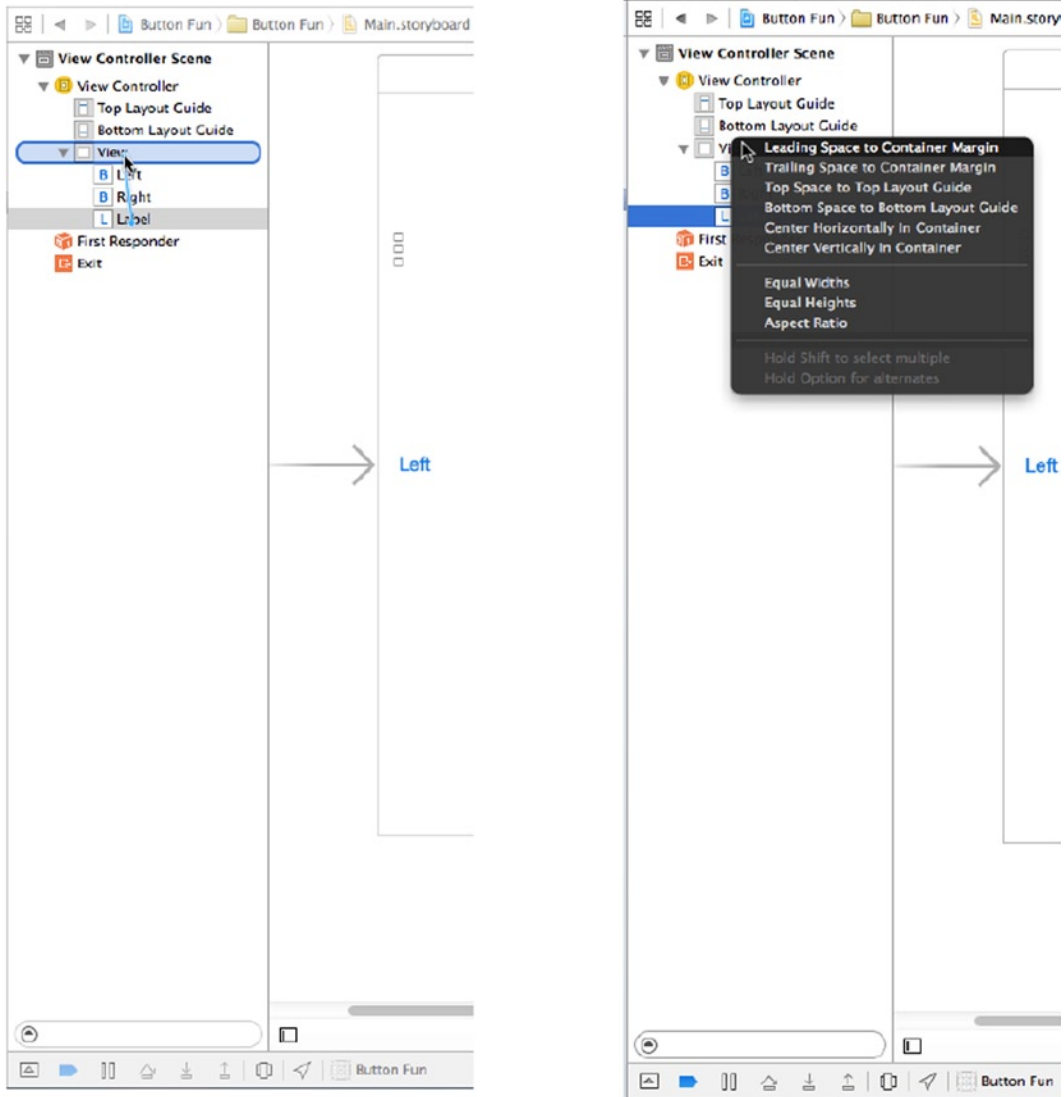 Button Fun Button Fun Main.storyboard
View Controller Scene
View Controller
Top Layout Guide
Bottom Layout Guide
View
B Left
B Right
L Label
First Responder
Exit
Left
Button Fun
Button Fun Button Fun Main.story
View Controller Scene
View Controller
Top Layout Guide
Bottom Layout Guide
Vi
B
B
L
First
Exit
Leading Space to Container Margin
Trailing Space to Container Margin
Top Space to Top Layout Guide
Bottom Space to Bottom Layout Guide
Center Horizontally In Container
Center Vertically In Container
Equal Widths
Equal Heights
Aspect Ratio
Hold Shift to select multiple
Hold Option for alternates
Left
Button Fun